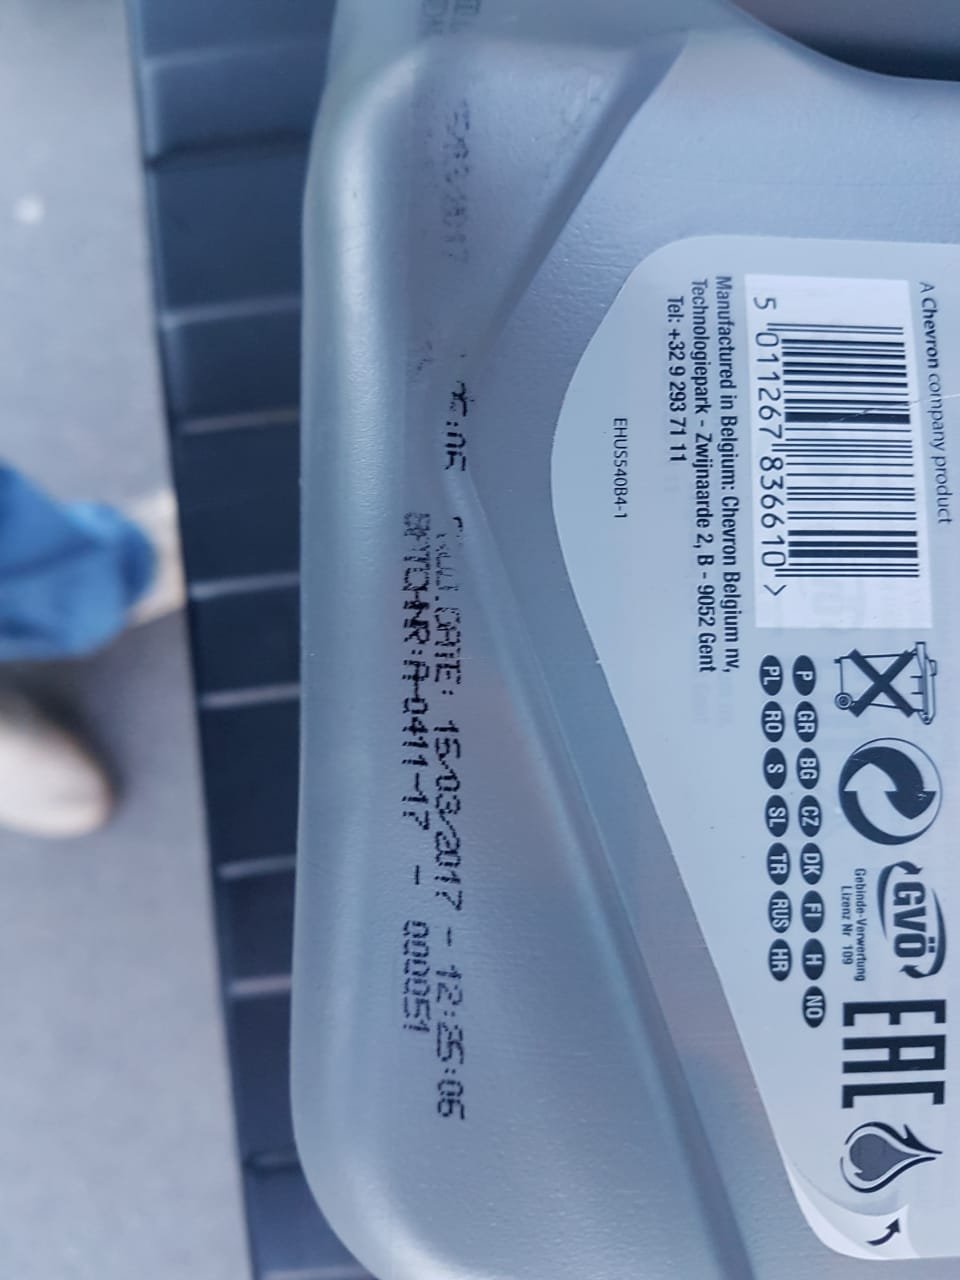 A Chevron company product
5 011267 836610 >
Manufactured in Belgium: Chevron Belgium nv,
Technologiepark - Zwijnaarde 2, B - 9052 Gent
Tel: +32 9 293 71 11
EHUS540B4-1
P GR BG CZ DK FI H NO
PL RO S SL TR RUS HR
GVÖ
Gebinde-Verwertung
Lizenz Nr 109
EAC
DATE: 15/03/2017 - 12:25:06
A-0411-17 - 000051